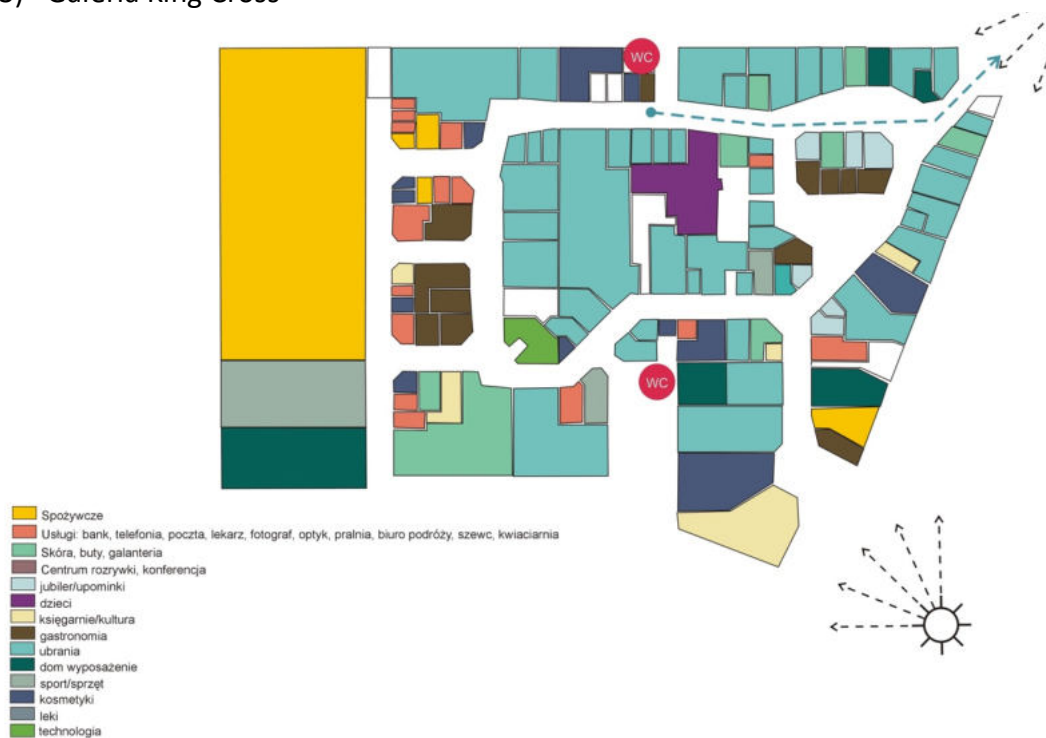 Galeria King Cross
WC
WC
Spożywcze
Usługi: bank, telefonia, poczta, lekarz, fotograf, optyk, pralnia, biuro podróży, szewc, kwiaciarnia
Skóra, buty, galanteria
Centrum rozrywki, konferencja
jubiler/upominki
dzieci
księgarnie/kultura
gastronomia
ubrania
dom wyposażenie
sport/sprzęt
kosmetyki
leki
technologia